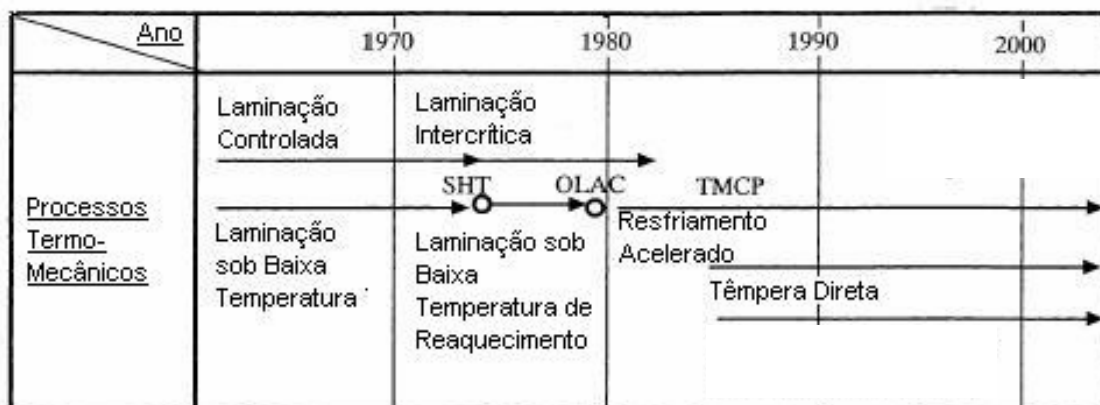 Ano
1970 1980 1990 2000
Laminação
Controlada
Laminação
Intercrítica
SHT OLAC TMCP
Processos
Termo-
Mecânicos
Laminação
sob Baixa
Temperatura
Laminação sob
Baixa
Temperatura de
Reaquecimento
Resfriamento
Acelerado
Têmpera Direta